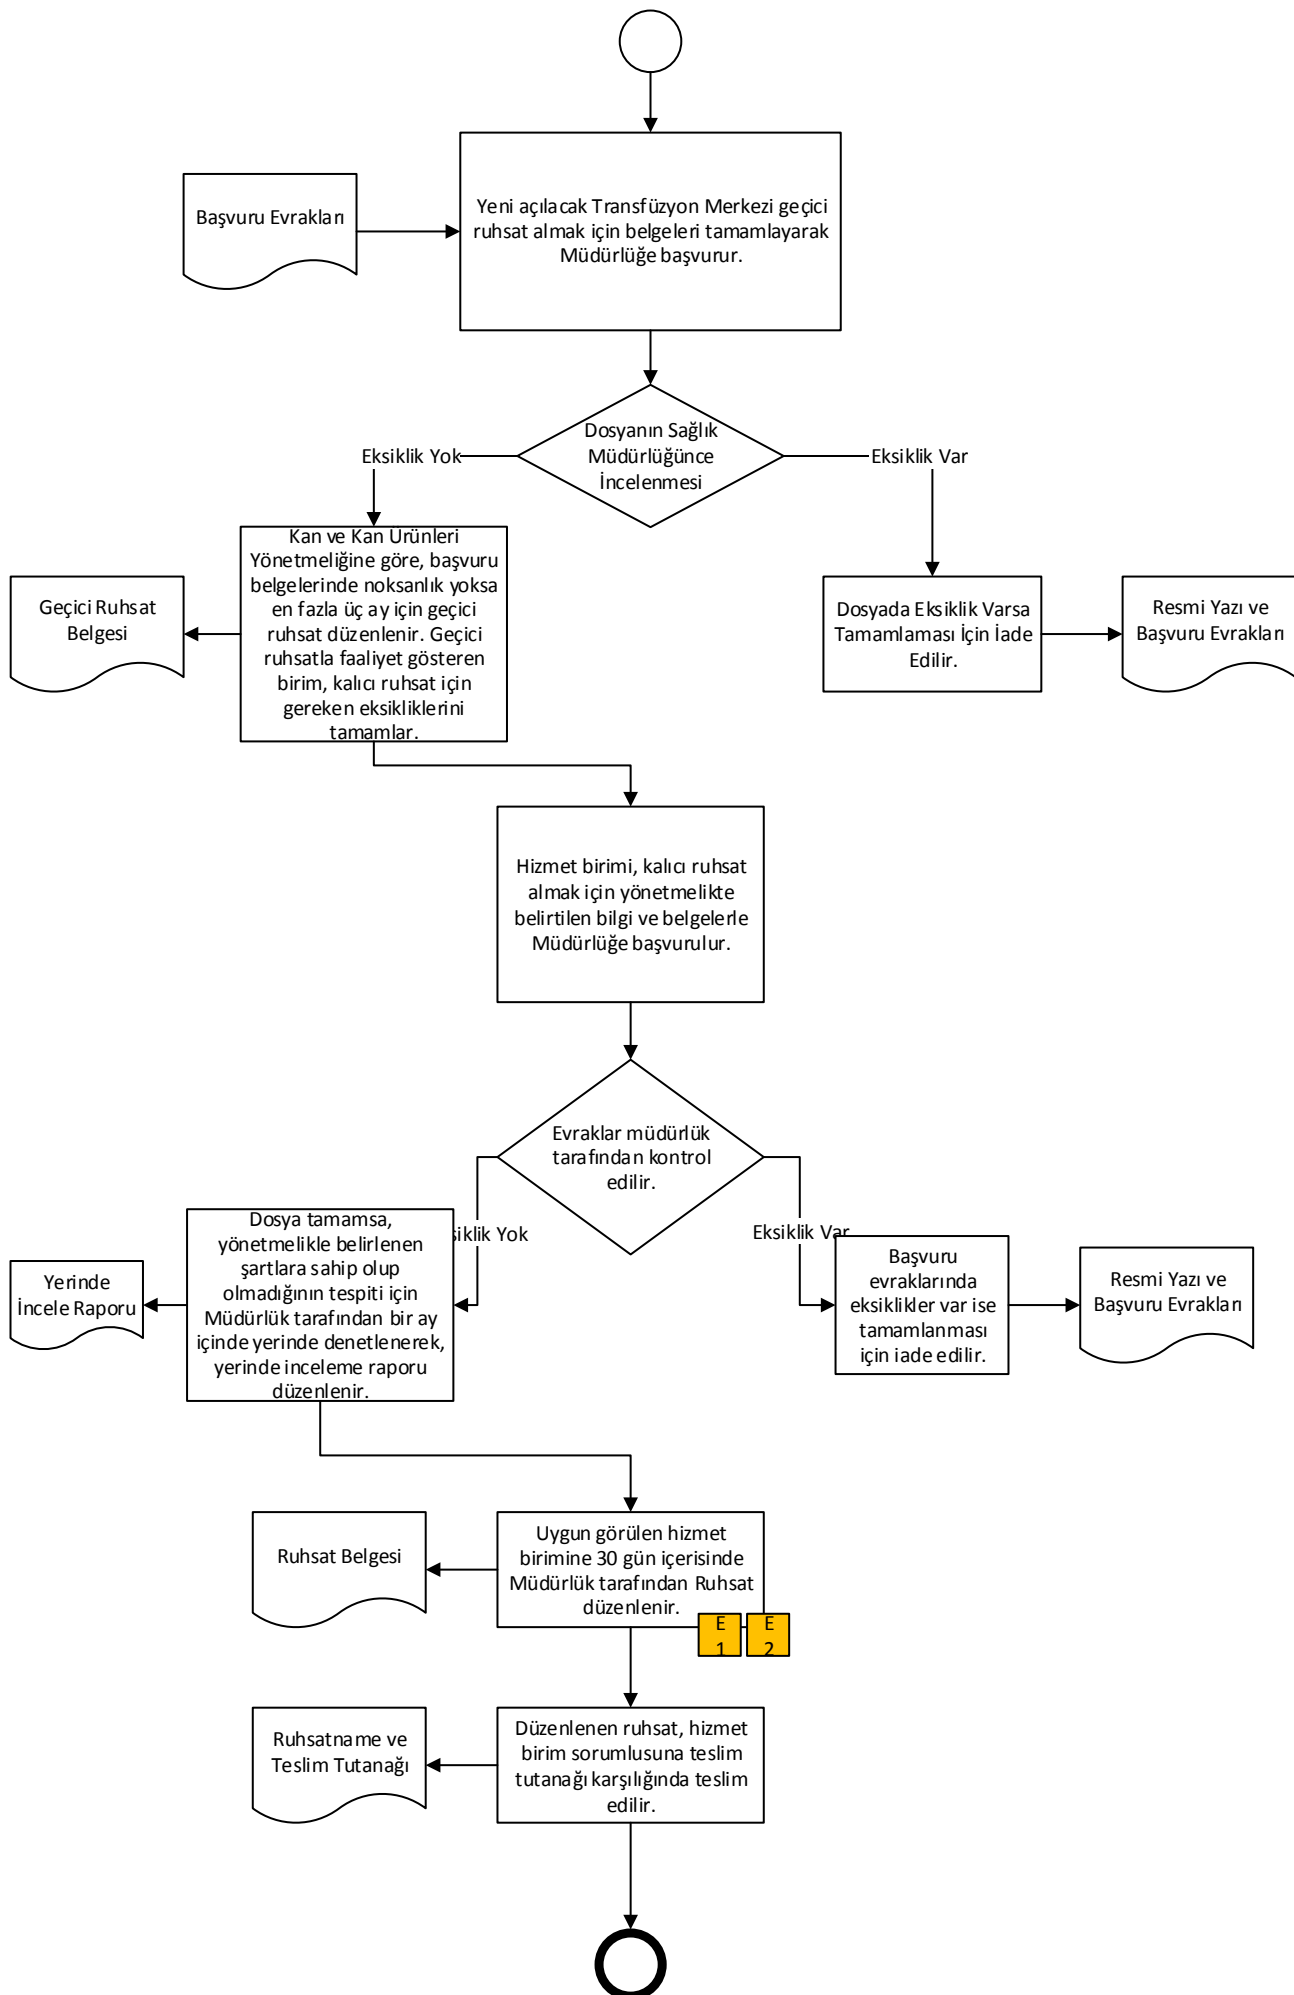 Başvuru Evrakları
Yeni açılacak Transfüzyon Merkezi geçici
ruhsat almak için belgeleri tamamlayarak
Müdürlüğe başvurur.
Dosyanın Sağlık
Müdürlüğünce
İncelenmesi
Eksiklik Yok
Eksiklik Var
Geçici Ruhsat
Belgesi
Kan ve Kan Ürünleri
Yönetmeliğine göre, başvuru
belgelerinde noksanlık yoksa
en fazla üç ay için geçici
ruhsat düzenlenir. Geçici
ruhsatla faaliyet gösteren
birim, kalıcı ruhsat için
gereken eksikliklerini
tamamlar.
Dosyada Eksiklik Varsa
Tamamlaması İçin İade
Edilir.
Resmi Yazı ve
Başvuru Evrakları
Hizmet birimi, kalıcı ruhsat
almak için yönetmelikte
belirtilen bilgi ve belgelerle
Müdürlüğe başvurulur.
Evraklar müdürlük
tarafından kontrol
edilir.
siklik Yok
Eksiklik Var
Yerinde
İncele Raporu
Dosya tamamsa,
yönetmelikle belirlenen
şartlara sahip olup
olmadığının tespiti için
Müdürlük tarafından bir ay
içinde yerinde denetlenerek,
yerinde inceleme raporu
düzenlenir.
Başvuru
evraklarında
eksiklikler var ise
tamamlanması
için iade edilir.
Resmi Yazı ve
Başvuru Evrakları
Ruhsat Belgesi
Uygun görülen hizmet
birimine 30 gün içerisinde
Müdürlük tarafından Ruhsat
düzenlenir.
E
1
E
2
Ruhsatname ve
Teslim Tutanağı
Düzenlenen ruhsat, hizmet
birim sorumlusuna teslim
tutanağı karşılığında teslim
edilir.